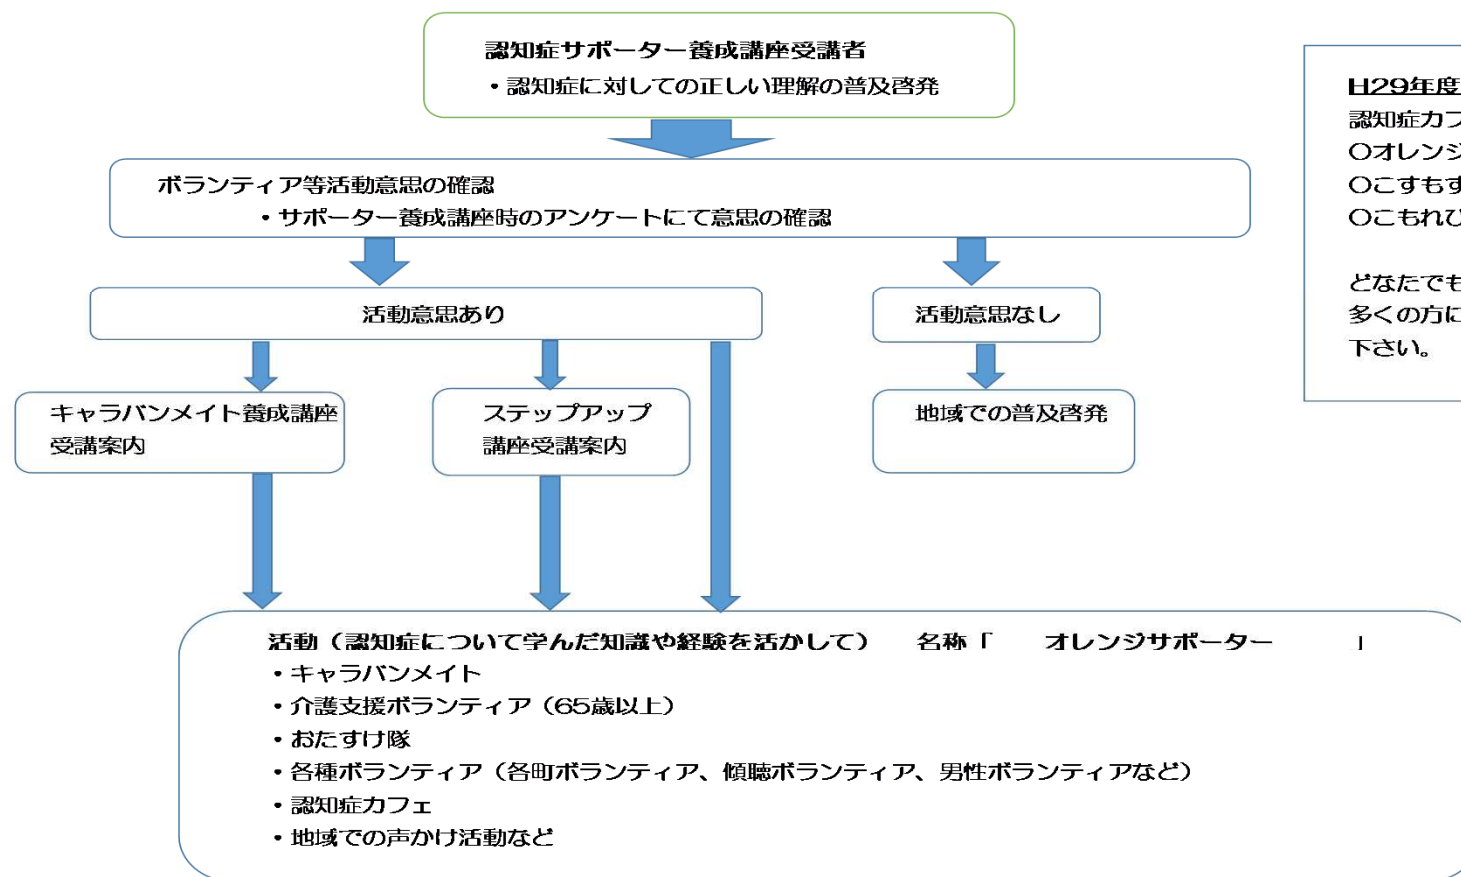 認知症サポーター養成講座受講者
・認知症に対しての正しい理解の普及啓発
ボランティア等活動意思の確認
・サポーター養成講座時のアンケートにて意思の確認
活動意思あり
活動意思なし
キャラバンメイト養成講座
受講案内
ステップアップ
講座受講案内
地域での普及啓発
活動（認知症について学んだ知識や経験を活かして）　名称「　　オレンジサポーター　　　」
・キャラバンメイト
・介護支援ボランティア（65歳以上）
・おたすけ隊
・各種ボランティア（各町ボランティア、傾聴ボランティア、男性ボランティアなど）
・認知症カフェ
・地域での声かけ活動など
H29年度
認知症カフ
〇オレンジ
〇こすもす
〇こもれび
どなたでも
多くの方に
下さい。